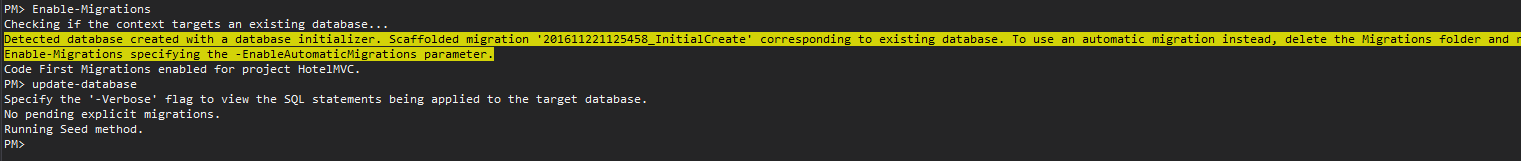 PM> Enable-Migrations
Checking if the context targets an existing database...
Detected database created with a database initializer. Scaffolded migration '201611221125458_InitialCreate' corresponding to existing database. To use an automatic migration instead, delete the Migrations folder and
Enable-Migrations specifying the -EnableAutomaticMigrations parameter.
Code First Migrations enabled for project HotelMVC.
PM> update-database
Specify the '-Verbose' flag to view the SQL statements being applied to the target database.
No pending explicit migrations.
Running Seed method.
PM>